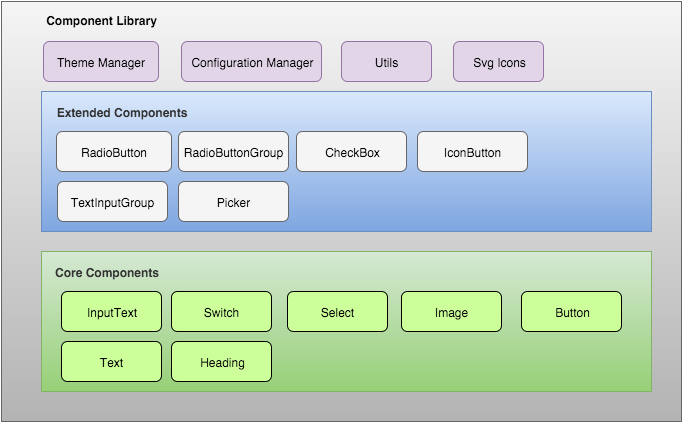 Component Library
Theme Manager
Configuration Manager
Utils
Svg Icons
Extended Components
RadioButton
RadioButtonGroup
CheckBox
IconButton
TextInputGroup
Picker
Core Components
InputText
Switch
Select
Image
Button
Text
Heading